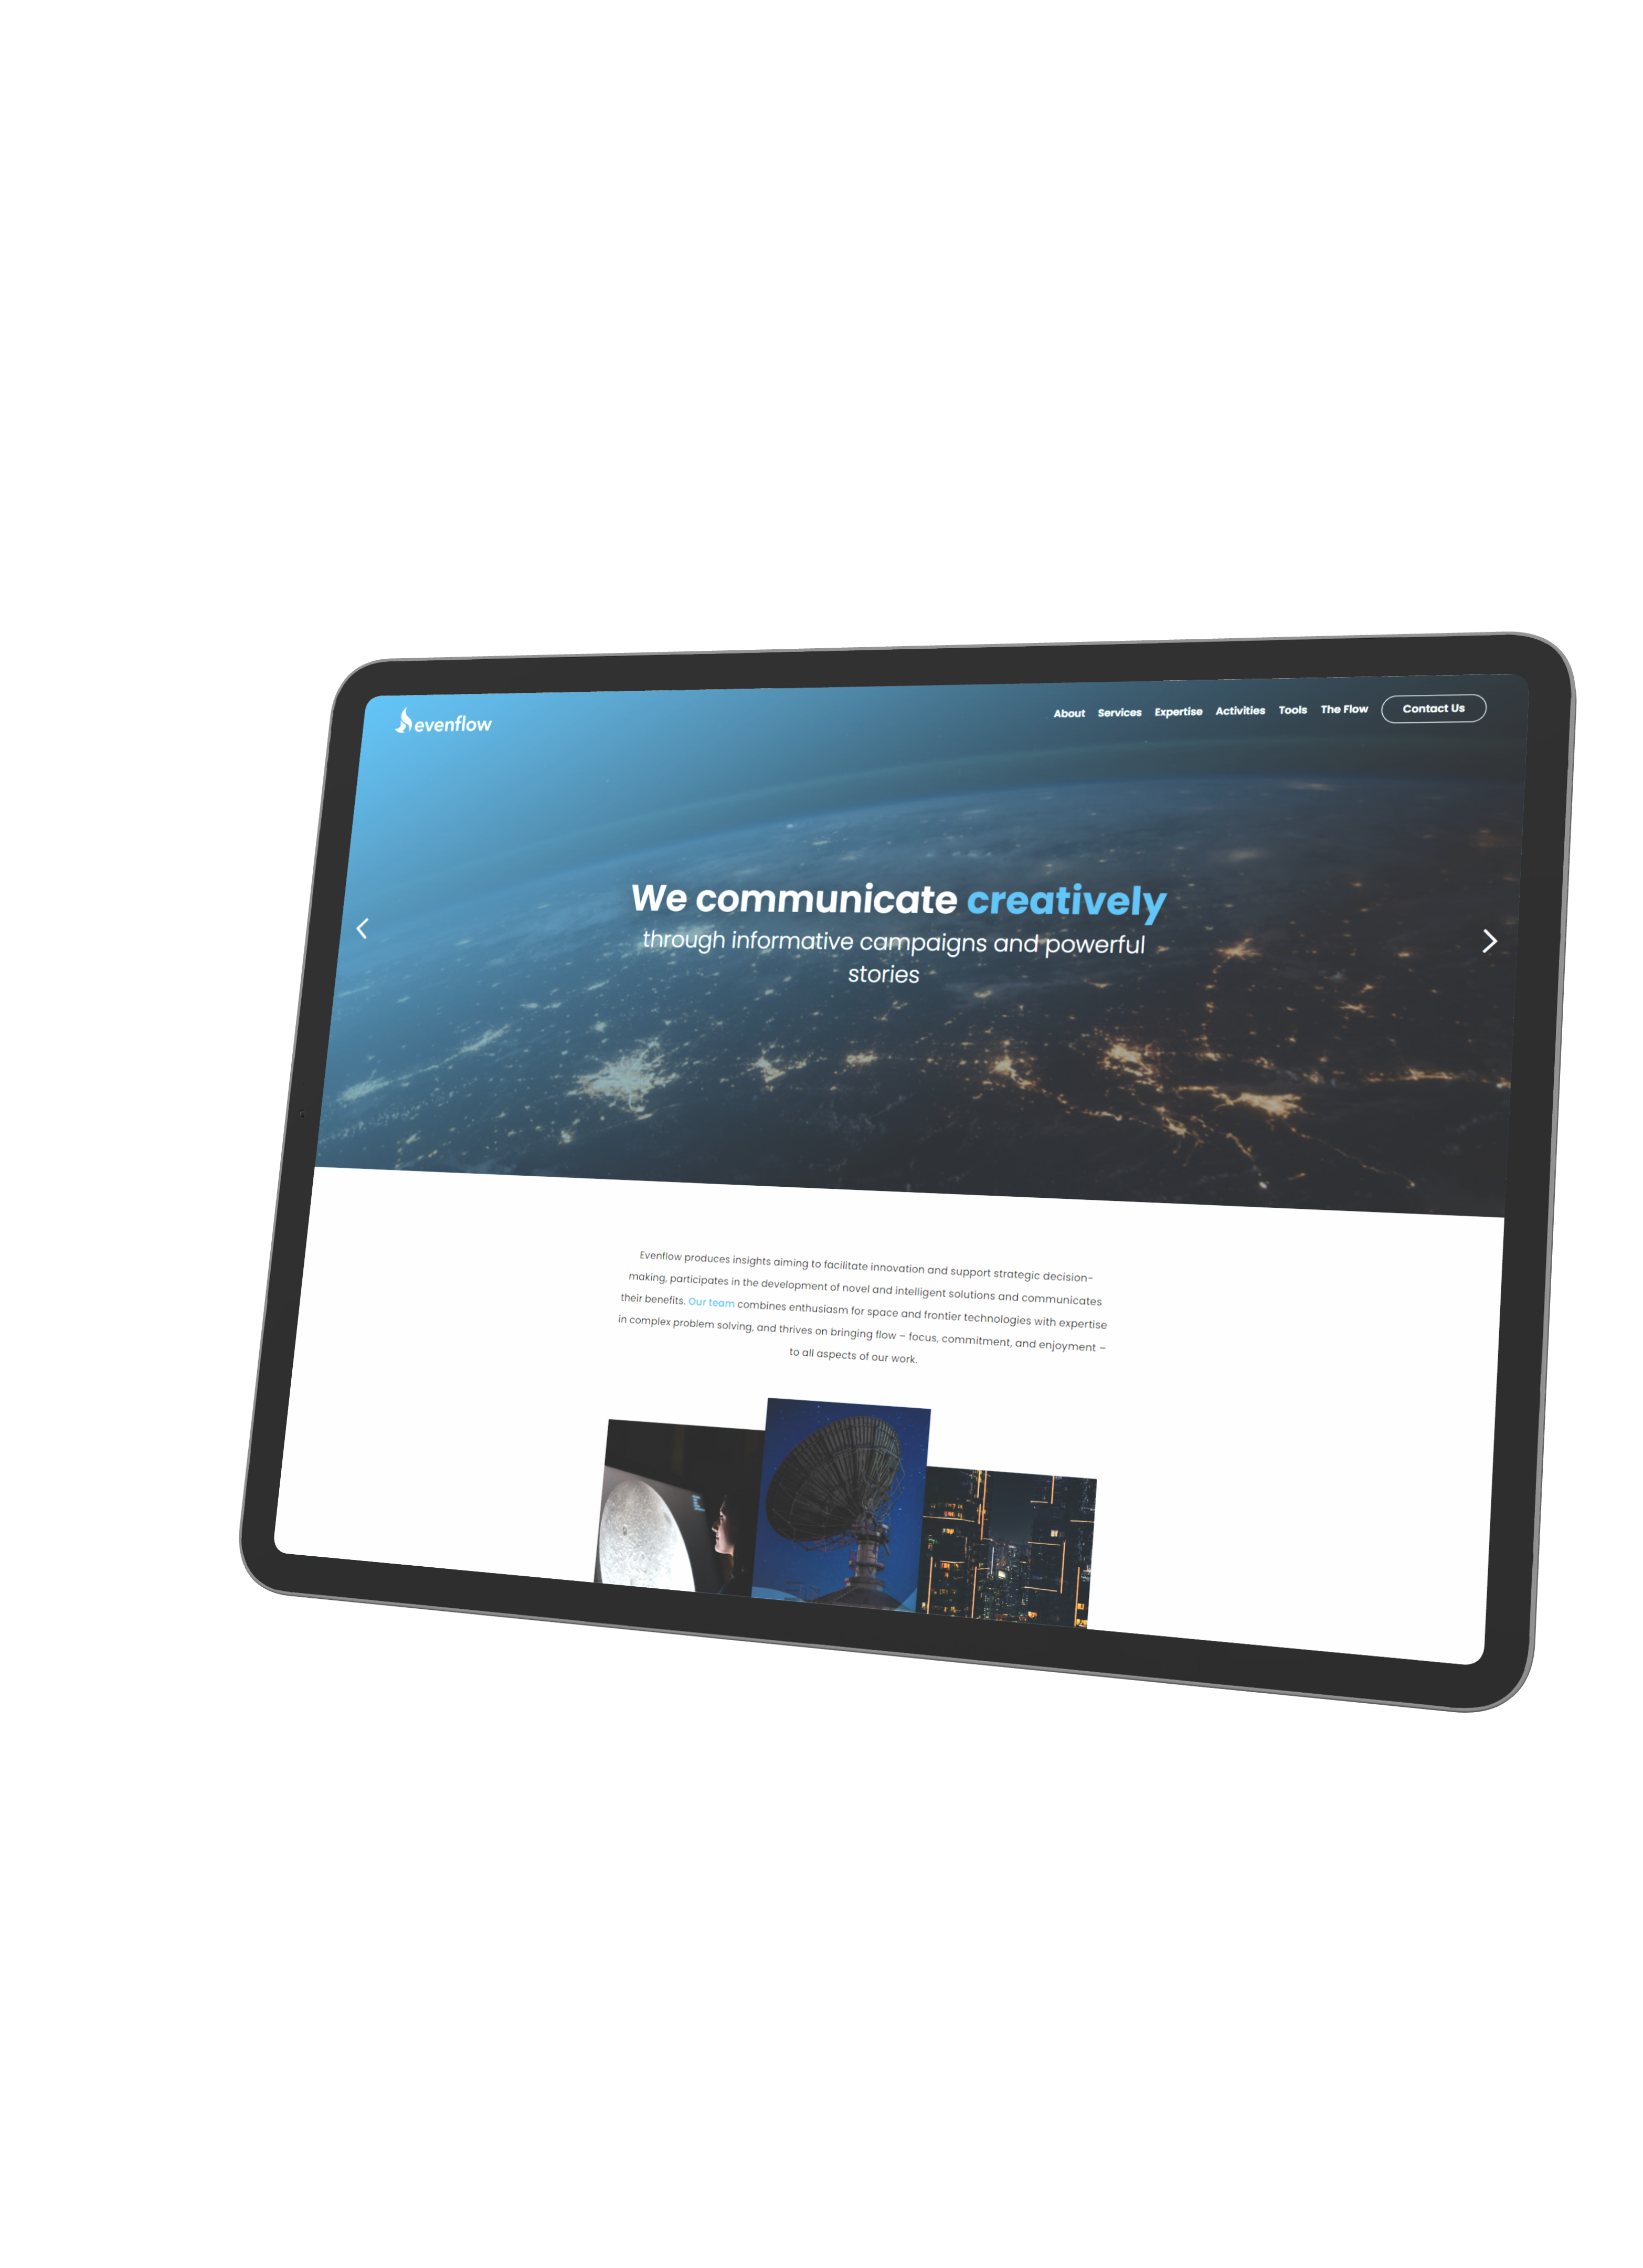 evenflow
About Services Expertise Activities Tools The Flow Contact Us
We communicate creatively
through informative campaigns and powerful
stories
Evenflow produces insights aiming to facilitate innovation and support strategic decision-
making, participates in the development of novel and intelligent solutions and communicates
their benefits. Our team combines enthusiasm for space and frontier technologies with expertise
in complex problem solving, and thrives on bringing flow – focus, commitment, and enjoyment –
to all aspects of our work.